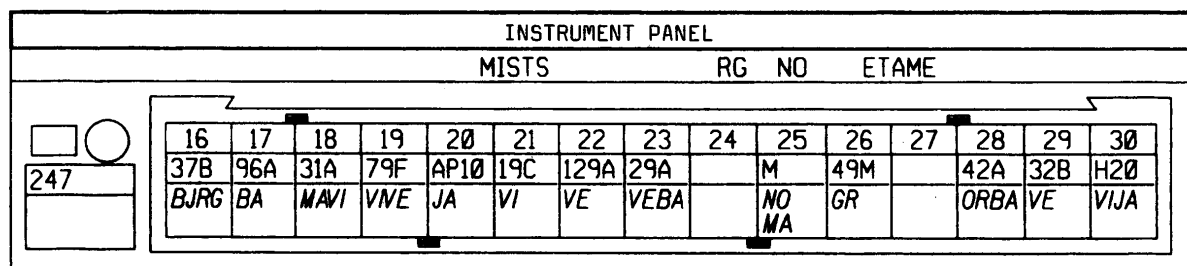 INSTRUMENT PANEL
MISTS RG NO ETAME
16 17 18 19 20 21 22 23 24 25 26 27 28 29 30
247 37B 96A 31A 79F AP10 19C 129A 29A M 49M 42A 32B H20
BJRG BA MAVI VIVE JA VI VE VEBA NO GR ORBA VE VIJA
MA